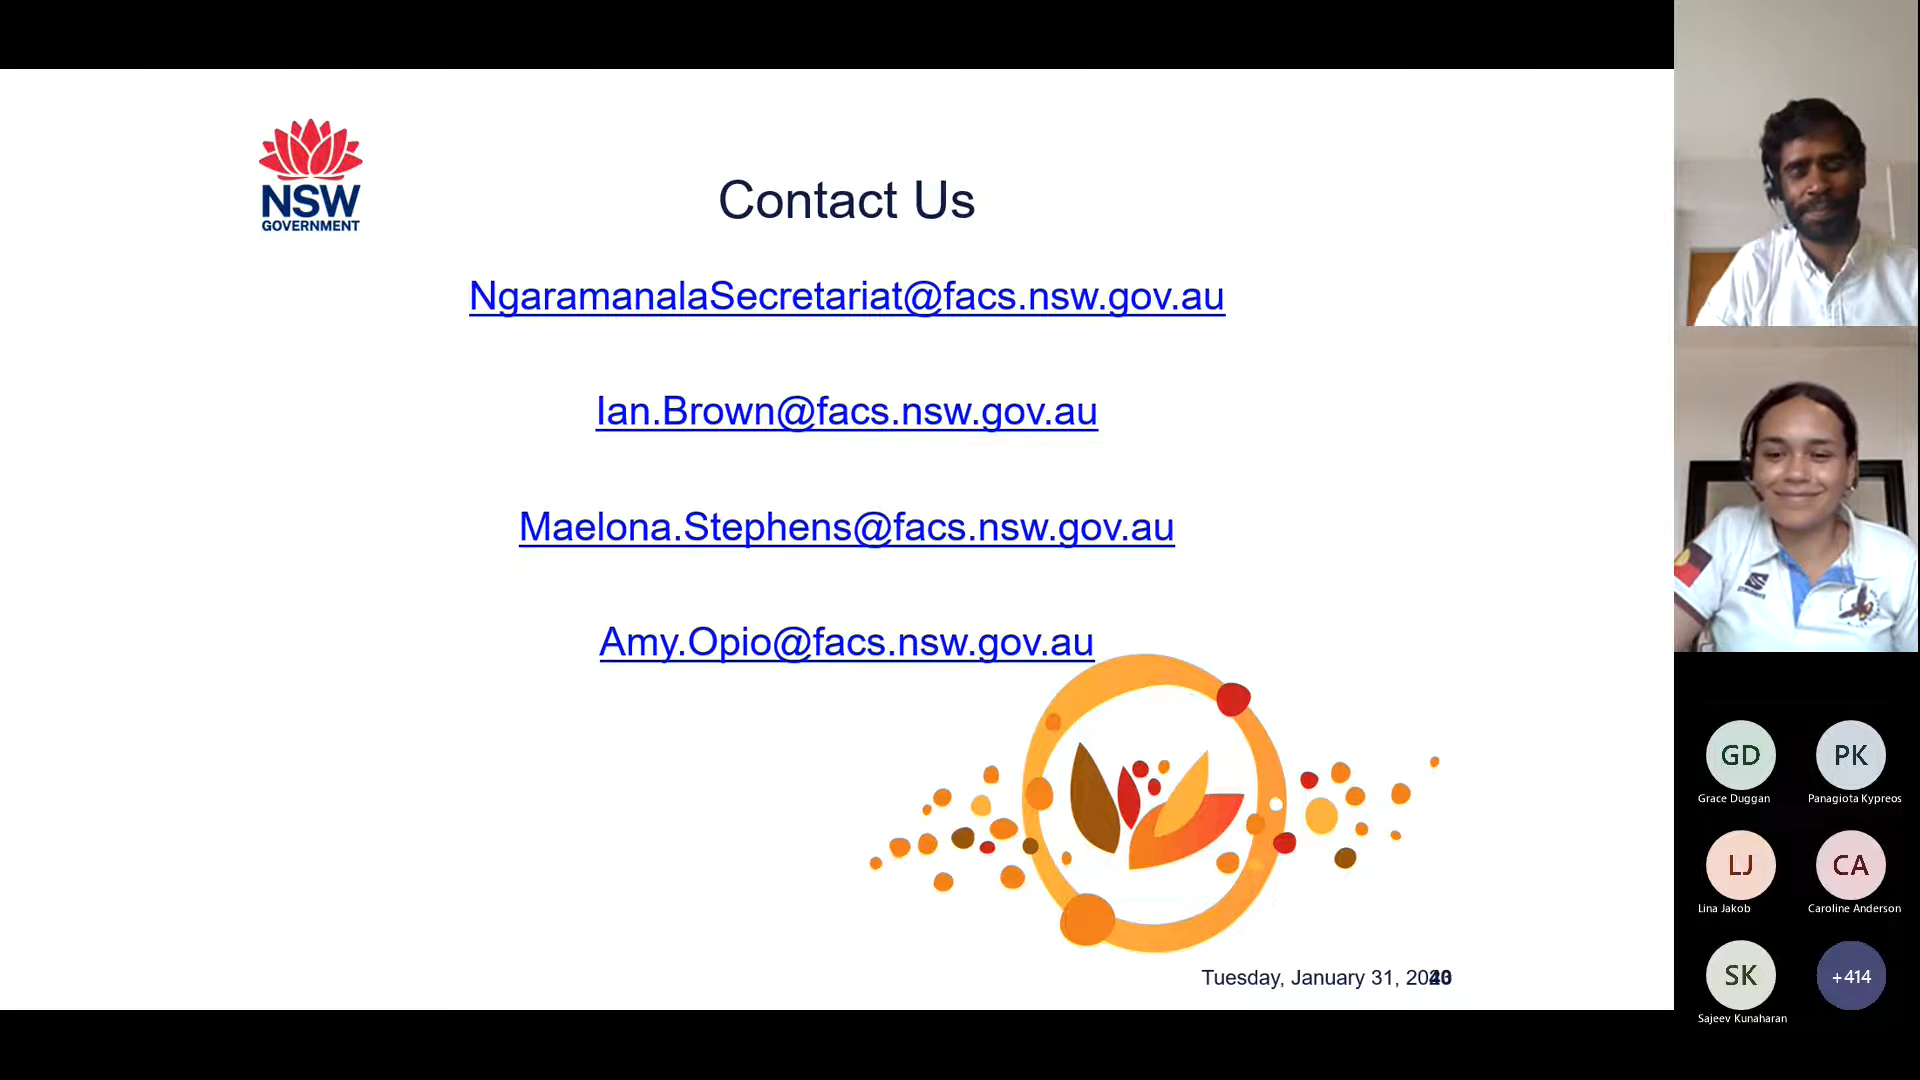 NSW
GOVERNMENT
Contact Us
NgaramanalaSecretariat@facs.nsw.gov.au
Ian.Brown@facs.nsw.gov.au
Maelona.Stephens@facs.nsw.gov.au
Amy.Opio@facs.nsw.gov.au
Tuesday, January 31,
GD
Grace Duggan
PK
Panagiota Kypreos
LJ
Lina Jakob
CA
Caroline Anderson
SK
Sajeev Kunaharan
+414